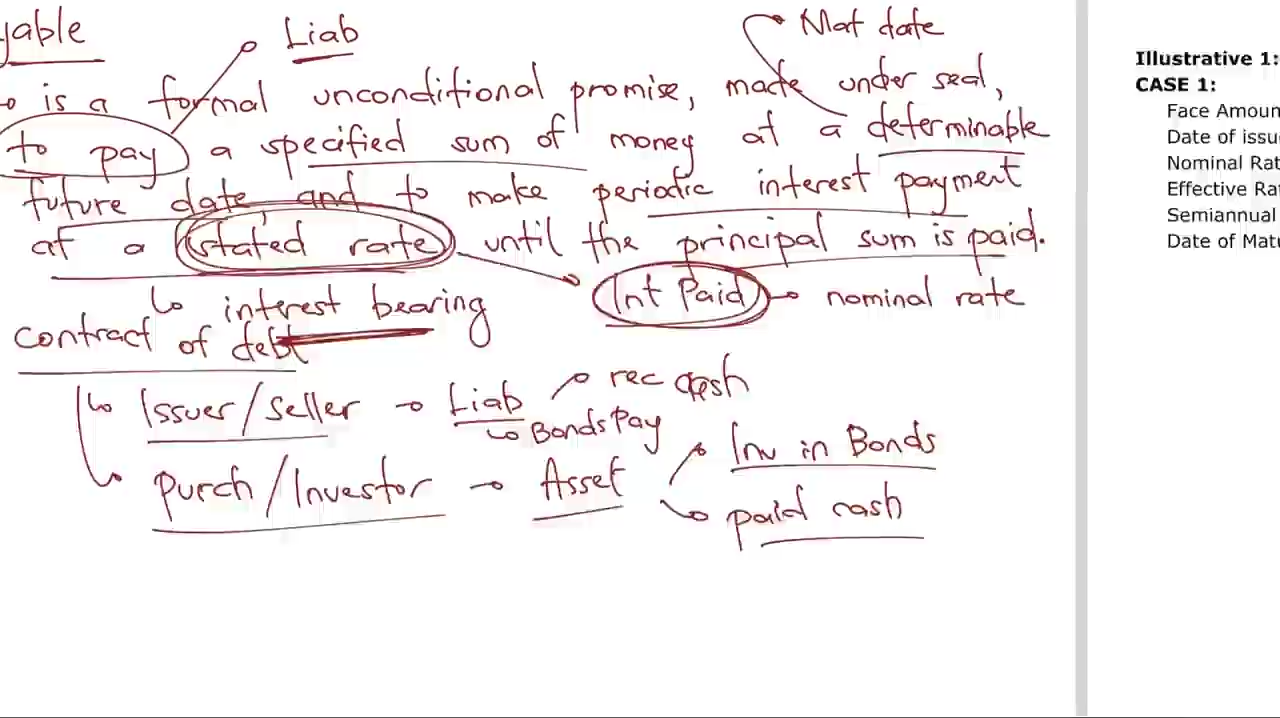 yable
Liab
Mat date
is a formal unconditional promise, made under seal,
to pay a specified sum of money at a determinable
future date, and to make periodic interest payment
at a stated rate until the principal sum is paid.
Int Paid → nominal rate
interest bearing
contract of debt
Issuer/Seller → Liab
rec cash
Bonds Pay
Purch/Investor → Asset
Inv in Bonds
paid cash
Illustrative 1:
CASE 1:
Face Amoun
Date of issu
Nominal Rat
Effective Rat
Semiannual
Date of Matu